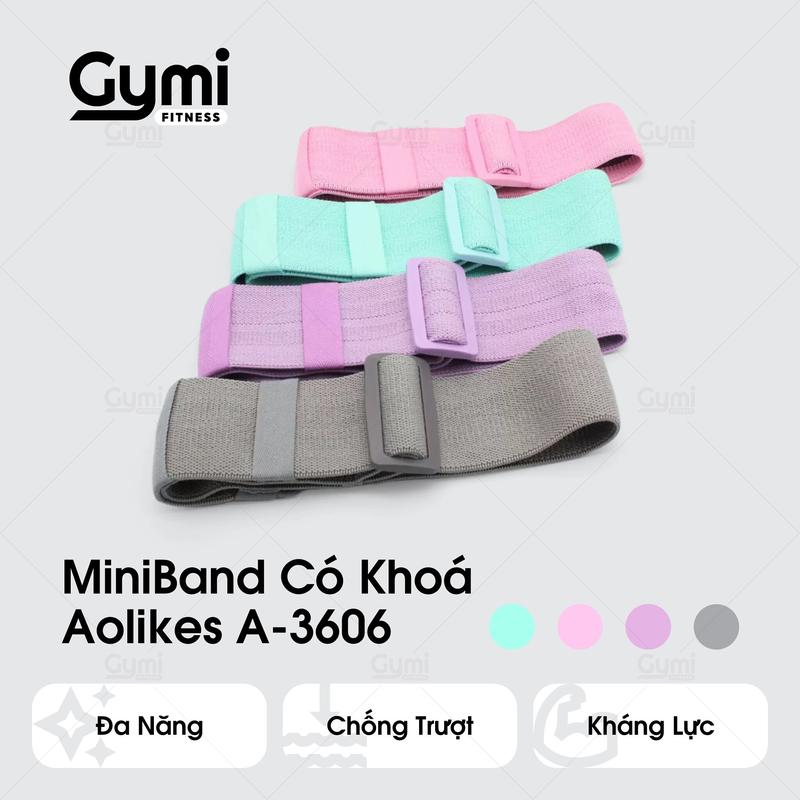 Gymi
FITNESS
MiniBand Có Khoá
Aolikes A-3606
Đa Năng
Chống Trượt
Kháng Lực